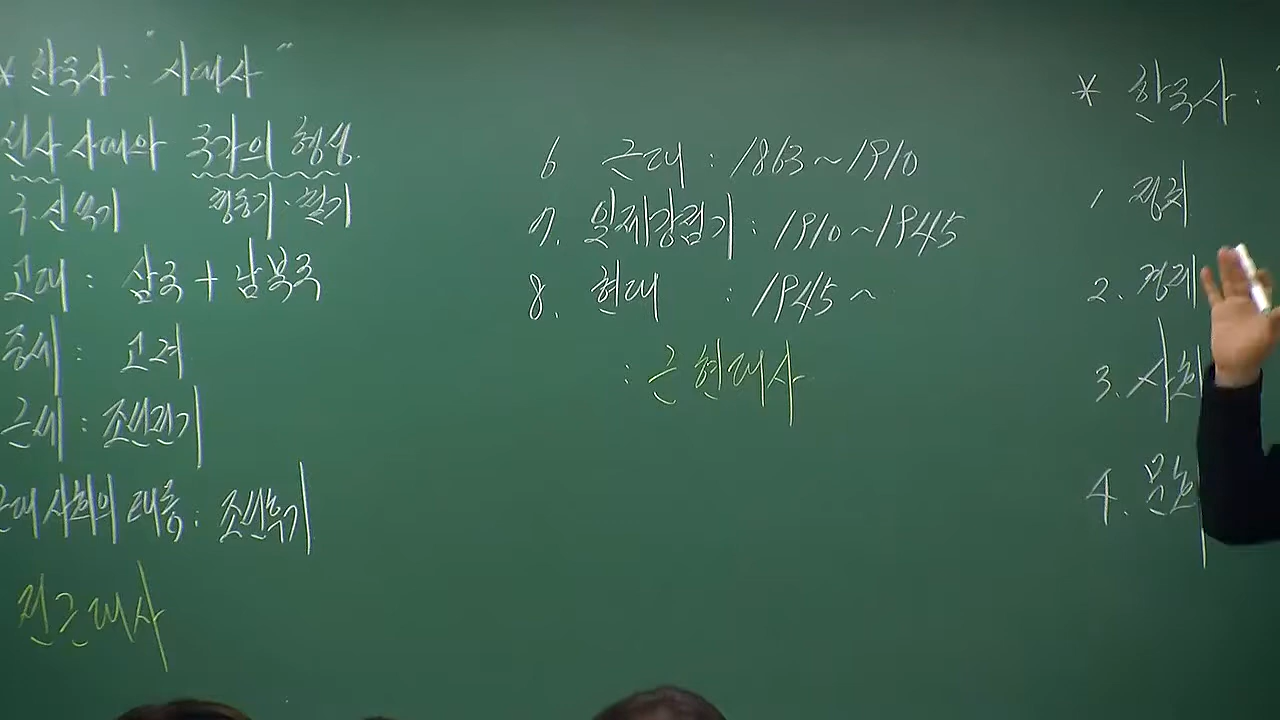 * 한국사 : "시대사"
선사 시대와 국가의 형성
구·신석기 청동기·철기
고대 : 삼국 + 남북국
중세 : 고려
근세 : 조선전기
근대 사회의 태동 : 조선후기
전근대사
6 근대 : 1863~1910
7. 일제강점기 : 1910~1945
8. 현대 : 1945~
: 근현대사
* 한국사 :
1 정치
2. 경제
3. 사회
4. 문화